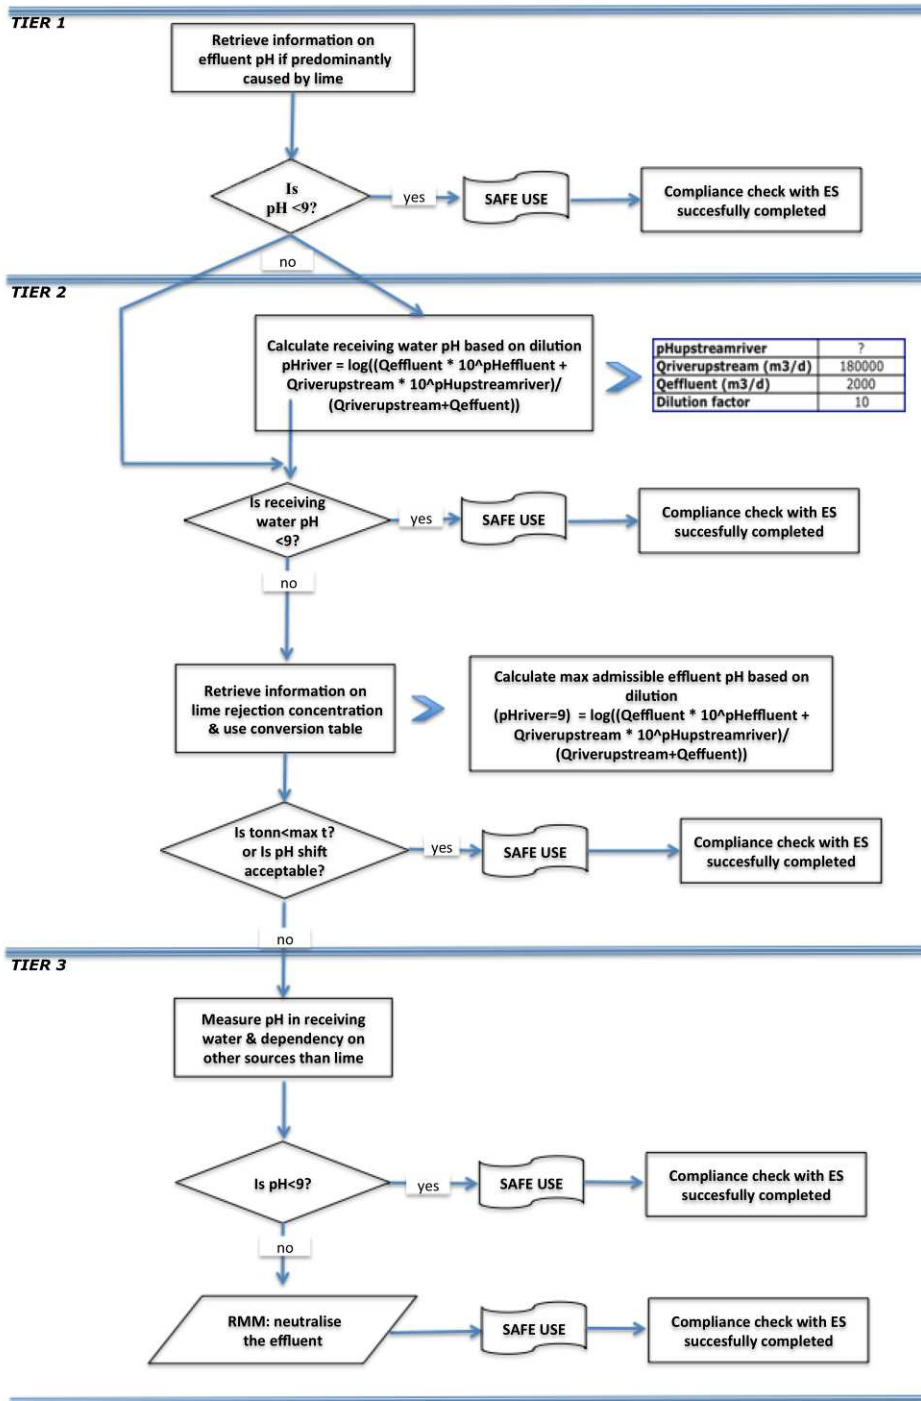 TIER 1
Retrieve information on
effluent pH if predominantly
caused by lime
Is
pH <9?
yes
SAFE USE
Compliance check with ES
succesfully completed
no
TIER 2
Calculate receiving water pH based on dilution
pHriver = log((Qeffluent * 10^pHeffluent +
Qriverupstream * 10^pHupstreamriver)/
(Qriverupstream+Qeffuent))
pHupstreamriver ?
Qriverupstream (m3/d) 180000
Qeffluent (m3/d) 2000
Dilution factor 10
Is receiving
water pH
<9?
yes
SAFE USE
Compliance check with ES
succesfully completed
no
Retrieve information on
lime rejection concentration
& use conversion table
Calculate max admissible effluent pH based on
dilution
(pHriver=9) = log((Qeffluent * 10^pHeffluent +
Qriverupstream * 10^pHupstreamriver)/
(Qriverupstream+Qeffuent))
Is tonn<max t?
or Is pH shift
acceptable?
yes
SAFE USE
Compliance check with ES
succesfully completed
no
TIER 3
Measure pH in receiving
water & dependency on
other sources than lime
Is pH<9?
yes
SAFE USE
Compliance check with ES
succesfully completed
no
RMM: neutralise
the effluent
SAFE USE
Compliance check with ES
succesfully completed